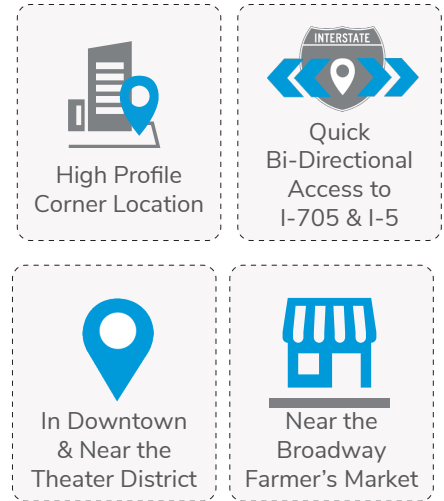 High Profile
Corner Location
INTERSTATE
Quick
Bi-Directional
Access to
I-705 & I-5
In Downtown
& Near the
Theater District
Near the
Broadway
Farmer’s Market